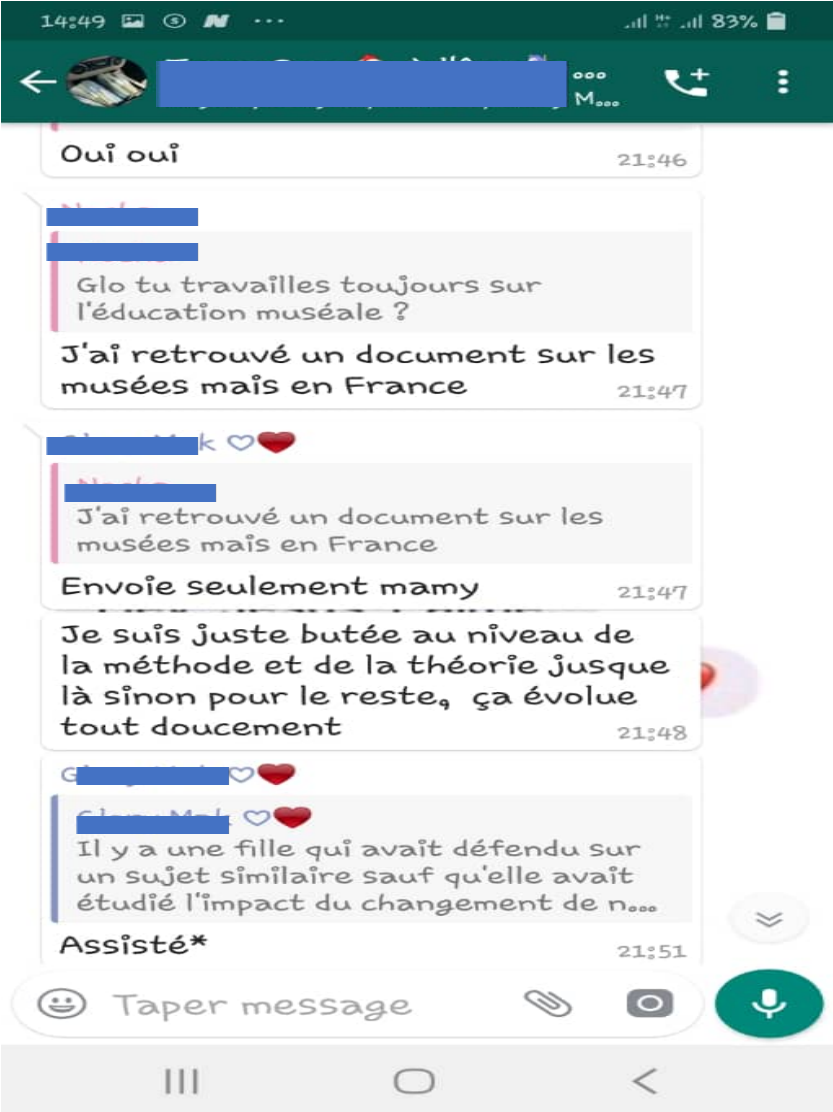 14:49
83%
M...
Oui oui
21:46
Glo tu travailles toujours sur
l'éducation muséale ?
J'ai retrouvé un document sur les
musées mais en France
21:47
J'ai retrouvé un document sur les
musées mais en France
Envoie seulement mamy
21:47
Je suis juste butée au niveau de
la méthode et de la théorie jusque
là sinon pour le reste, ça évolue
tout doucement
21:48
Il y a une fille qui avait défendu sur
un sujet similaire sauf qu'elle avait
étudié l'impact du changement de n...
Assisté*
21:51
Taper message